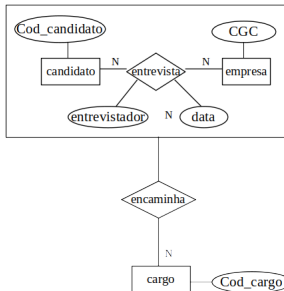 Cod_candidato
CGC
candidato
N
entrevista
N
empresa
entrevistador
N
data
encaminha
N
cargo
Cod_cargo